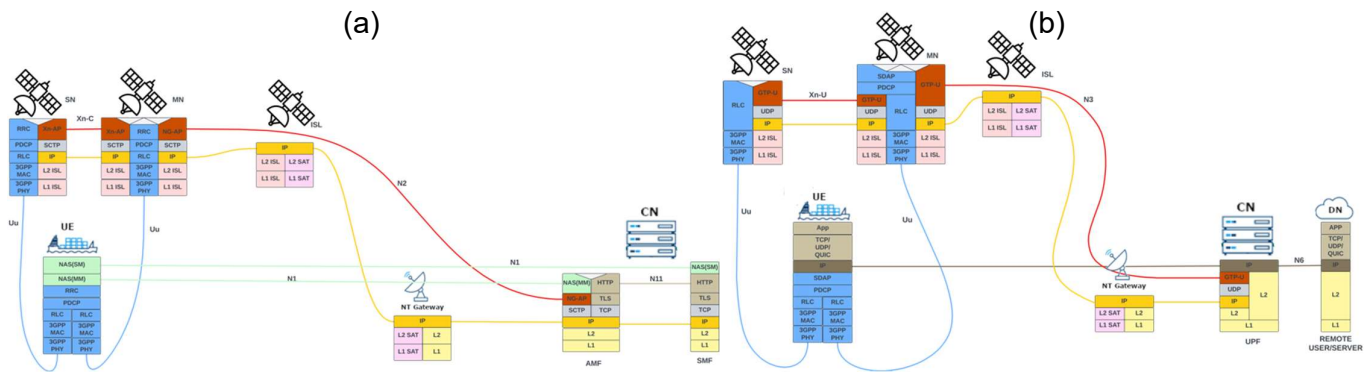 (a)
SN
MN
Xn-C
ISL
RRC
Xn-AP
Xn-AP
RRC
NG-AP
PDCP
SCTP
SCTP
PDCP
SCTP
RLC
IP
IP
RLC
IP
IP
3GPP
MAC
L2 ISL
L2 ISL
3GPP
MAC
L2 ISL
L2 ISL
L2 SAT
3GPP
PHY
L1 ISL
L1 ISL
3GPP
PHY
L1 ISL
L1 ISL
L1 SAT
N2
Uu
Uu
UE
CN
NAS(SM)
N1
NAS(SM)
NAS(MM)
N1
NAS(MM)
HTTP
N11
HTTP
RRC
NT Gateway
NG-AP
TLS
TLS
PDCP
SCTP
TCP
TCP
RLC
RLC
IP
IP
IP
3GPP
MAC
3GPP
MAC
L2 SAT
L2
L2
L2
3GPP
PHY
3GPP
PHY
L1 SAT
L1
L1
L1
AMF
SMF
(b)
SN
MN
ISL
RLC
GTP-U
Xn-U
SDAP
PDCP
GTP-U
GTP-U
RLC
N3
UDP
UDP
UDP
IP
IP
IP
IP
3GPP
MAC
L2 ISL
L2 ISL
3GPP
MAC
L2 ISL
L2 ISL
L2 SAT
3GPP
PHY
L1 ISL
L1 ISL
3GPP
PHY
L1 ISL
L1 ISL
L1 SAT
Uu
Uu
UE
CN
DN
App
APP
TCP/
UDP/
QUIC
TCP/
UDP/
QUIC
IP
IP
N6
IP
SDAP
NT Gateway
GTP-U
PDCP
UDP
L2
L2
RLC
RLC
IP
IP
3GPP
MAC
3GPP
MAC
L2 SAT
L2
L2
3GPP
PHY
3GPP
PHY
L1 SAT
L1
L1
L1
UPF
REMOTE
USER/SERVER